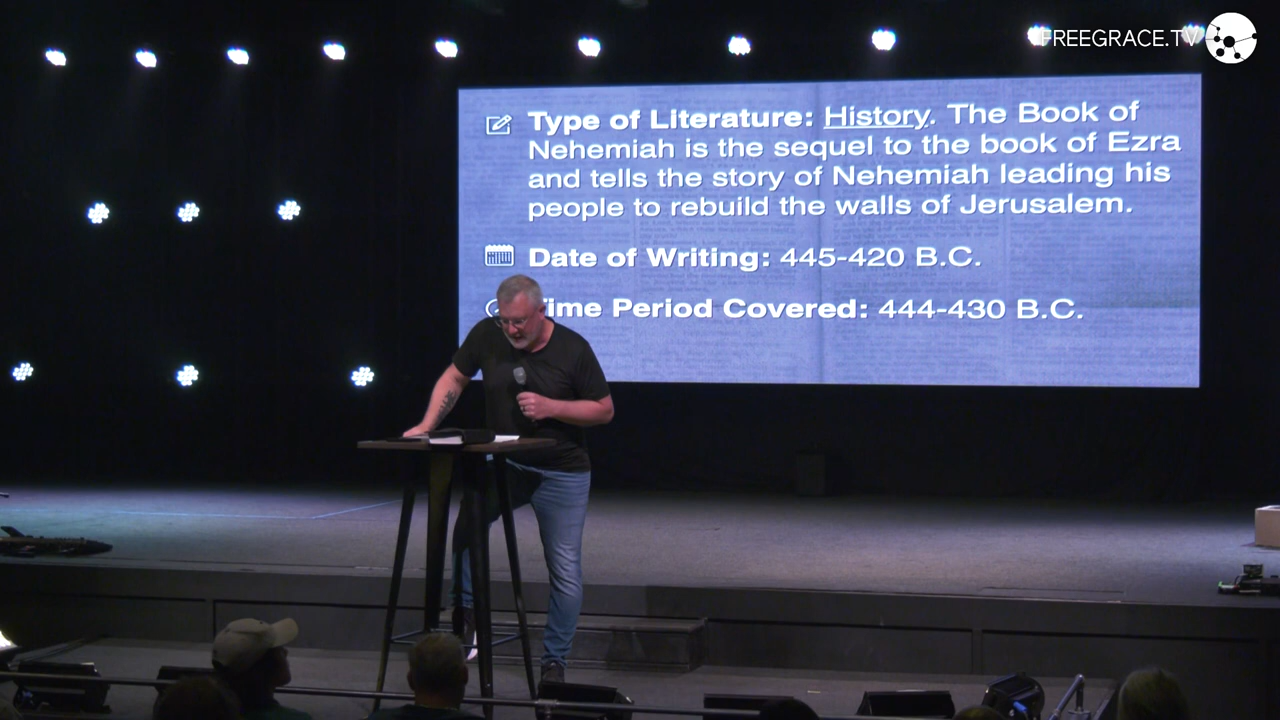 FREEGRACE.TV
Type of Literature: History. The Book of
Nehemiah is the sequel to the book of Ezra
and tells the story of Nehemiah leading his
people to rebuild the walls of Jerusalem.
Date of Writing: 445-420 B.C.
Time Period Covered: 444-430 B.C.